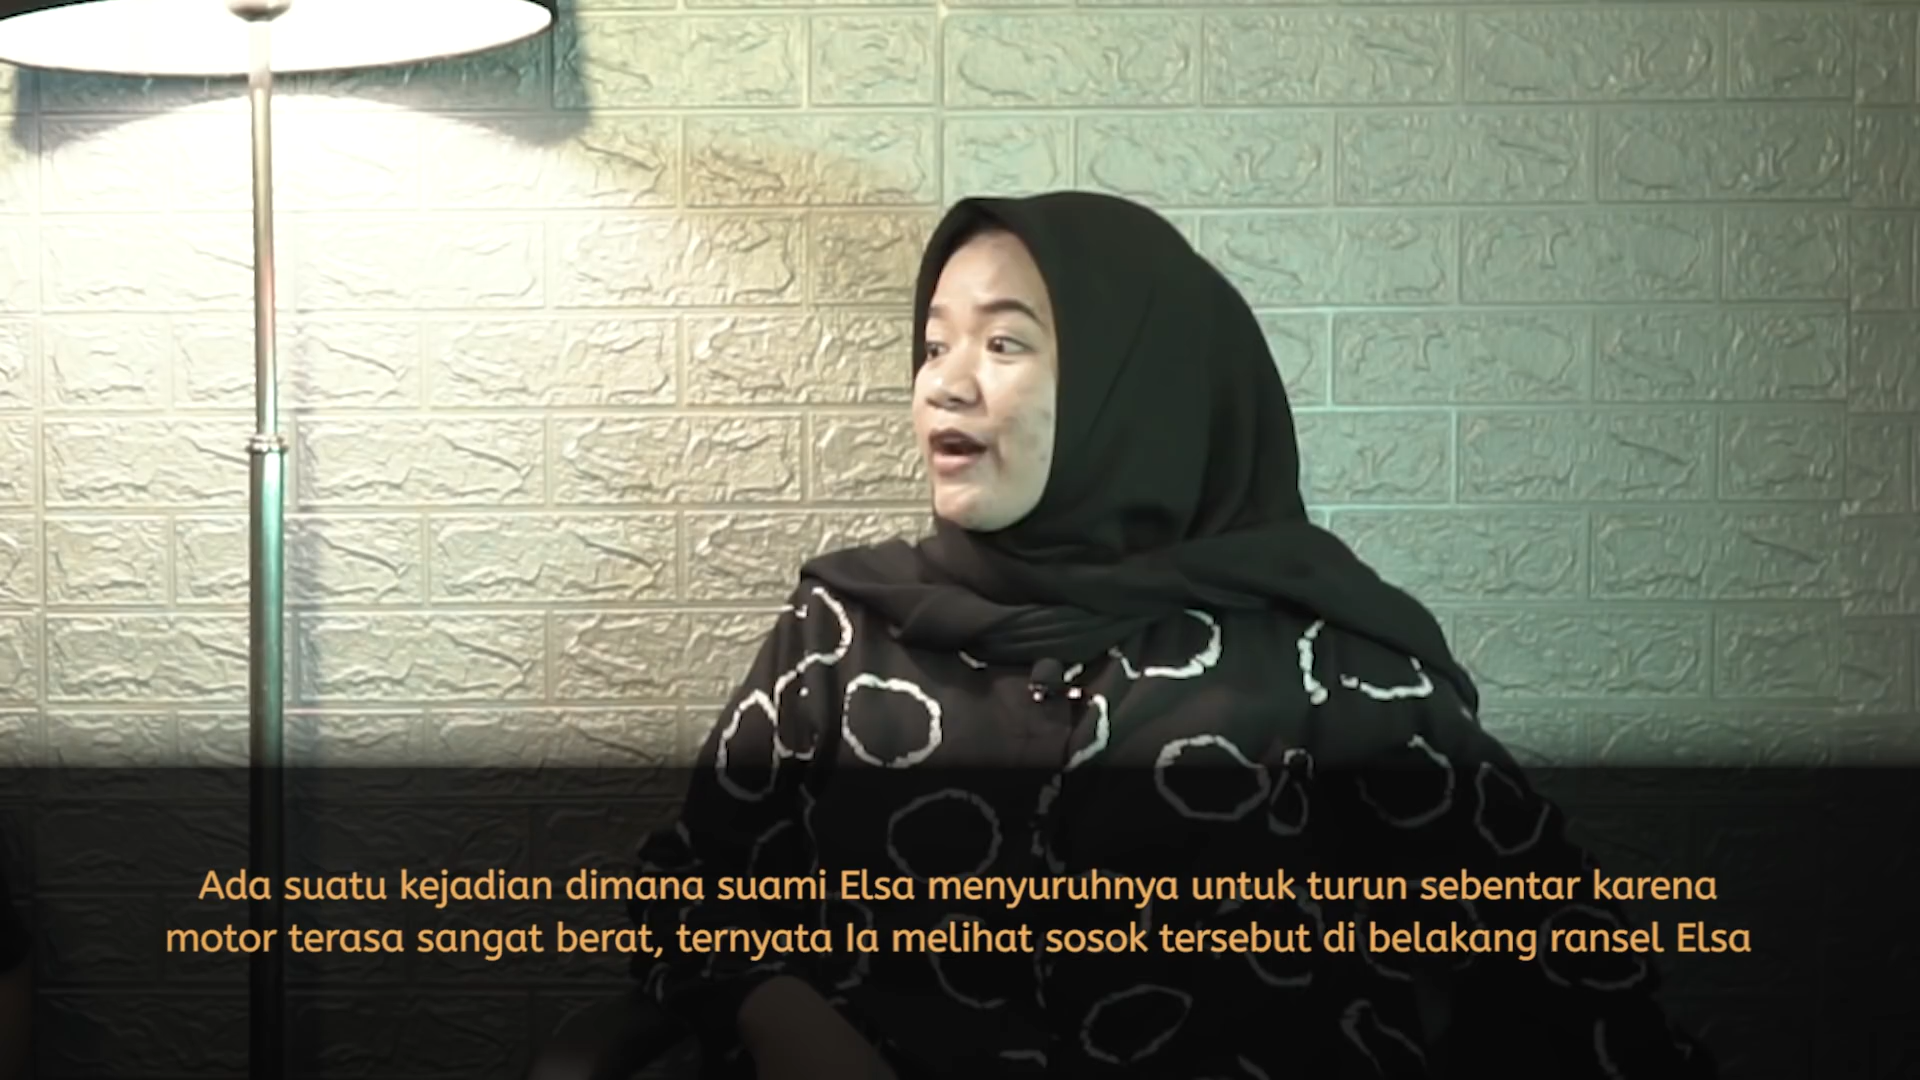 Ada suatu kejadian dimana suami Elsa menyuruhnya untuk turun sebentar karena
motor terasa sangat berat, ternyata Ia melihat sosok tersebut di belakang ransel Elsa